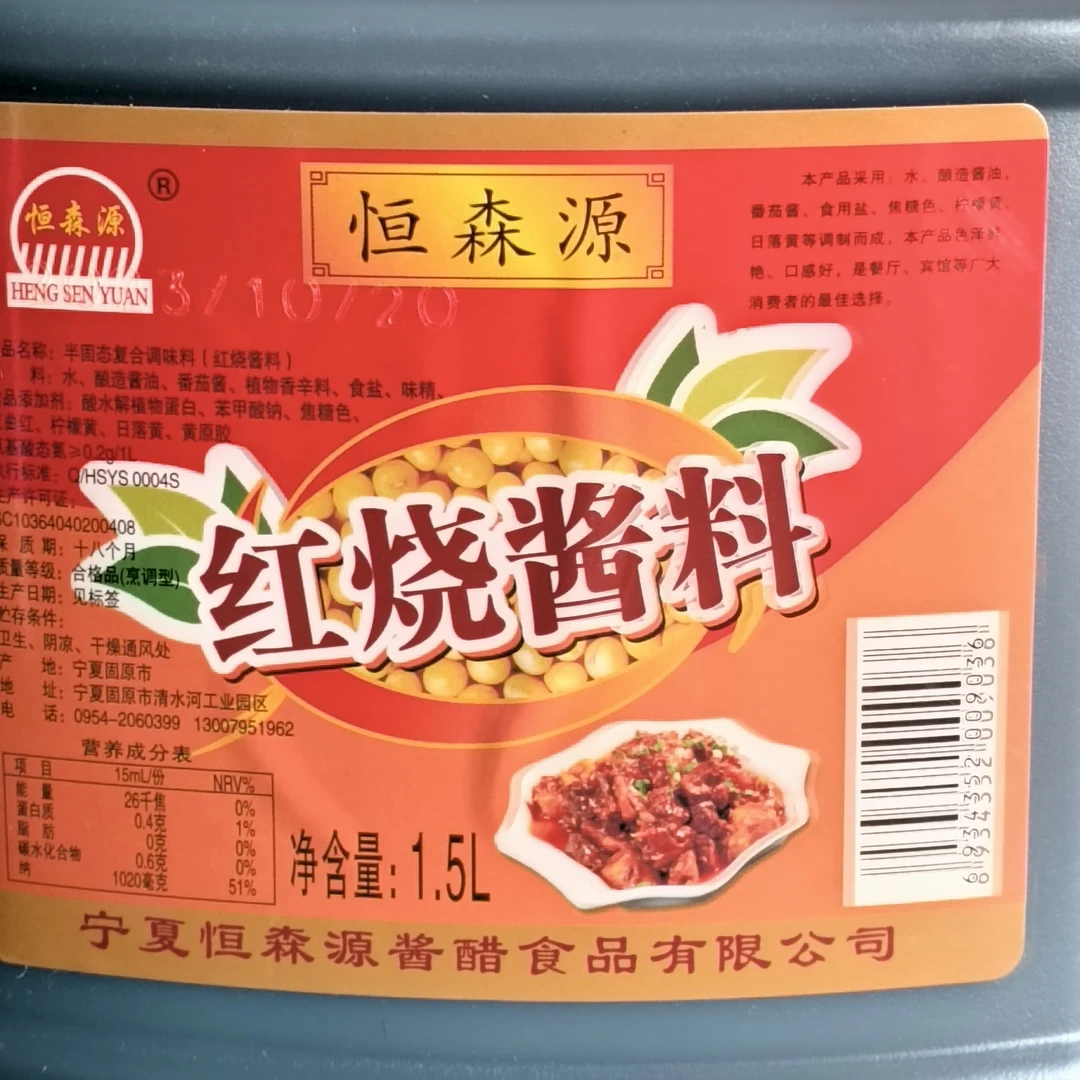 恒森源
®
HENG SEN YUAN
恒森源
3/10/20
本产品采用：水、酿造酱油，
番茄酱、食用盐、焦糖色、柠檬黄、
日落黄等调制而成，本产品色泽鲜
艳、口感好，是餐厅、宾馆等广大
消费者的最佳选择。
品名称：半固态复合调味料（红烧酱料）
料：水、酿造酱油、番茄酱、植物香辛料、食盐、味精、
品添加剂：酸水解植物蛋白、苯甲酸钠、焦糖色、
曲红、柠檬黄、日落黄、黄原胶
基酸态氮≥0.2g/1L
执行标准：Q/HSYS 0004S
生产许可证：
SC10364040200408
保 质 期：十八个月
质量等级：合格品(烹调型)
生产日期：见标签
贮存条件：
卫生、阴凉、干燥通风处
产 地：宁夏固原市
地 址：宁夏固原市清水河工业园区
电 话：0954-2060399 13007951962
红烧酱料
营养成分表
项 目 15mL/份 NRV%
能 量 26千焦 0%
蛋白质 0.4克 1%
脂 肪 0克 0%
碳水化合物 0.6克 0%
纳 1020毫克 51%
净含量：1.5L
宁夏恒森源酱醋食品有限公司